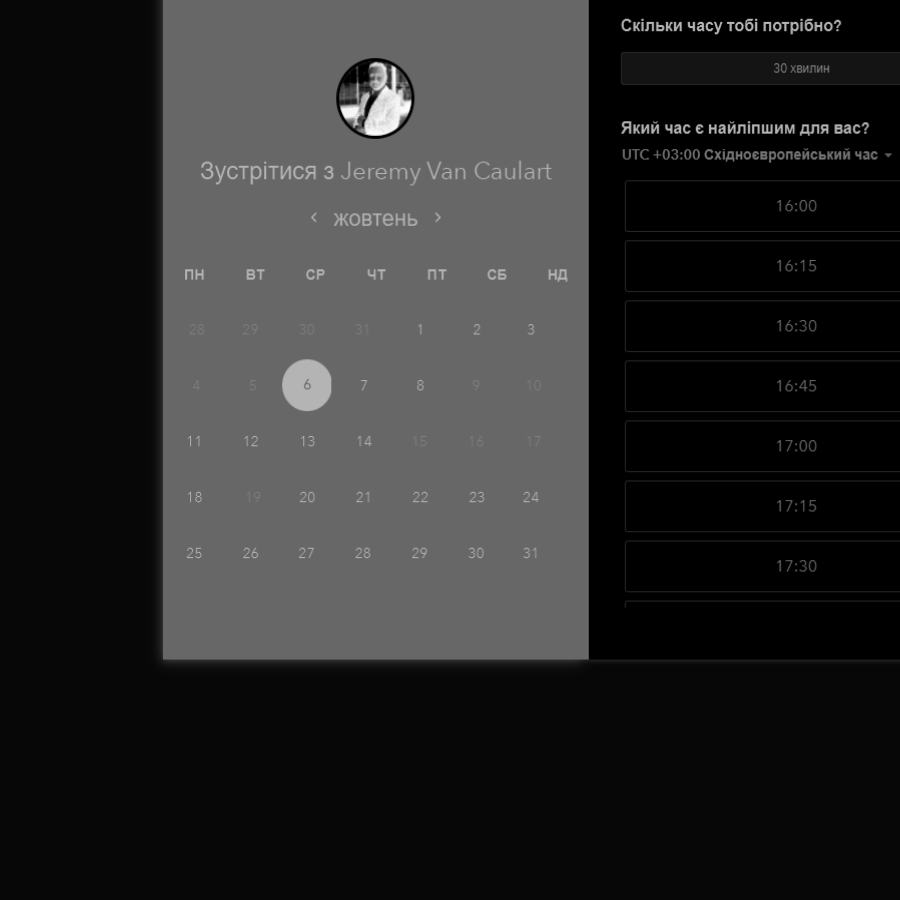 Зустрітися з Jeremy Van Caulart
жовтень
ПН ВТ СР ЧТ ПТ СБ НД
28 29 30 31 1 2 3
4 5 6 7 8 9 10
11 12 13 14 15 16 17
18 19 20 21 22 23 24
25 26 27 28 29 30 31
Скільки часу тобі потрібно?
30 хвилин
Який час є найліпшим для вас?
UTC +03:00 Східноєвропейський час
16:00
16:15
16:30
16:45
17:00
17:15
17:30